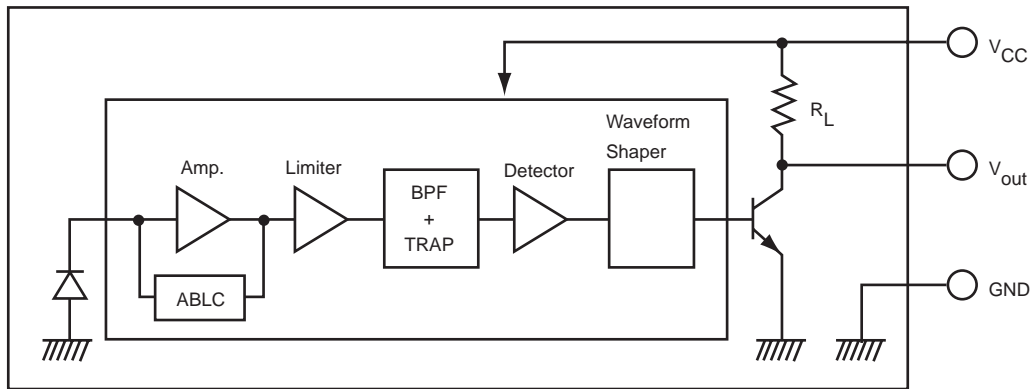 V_CC
R_L
Waveform
Shaper
Amp.
Limiter
Detector
BPF
+
TRAP
V_out
ABLC
GND